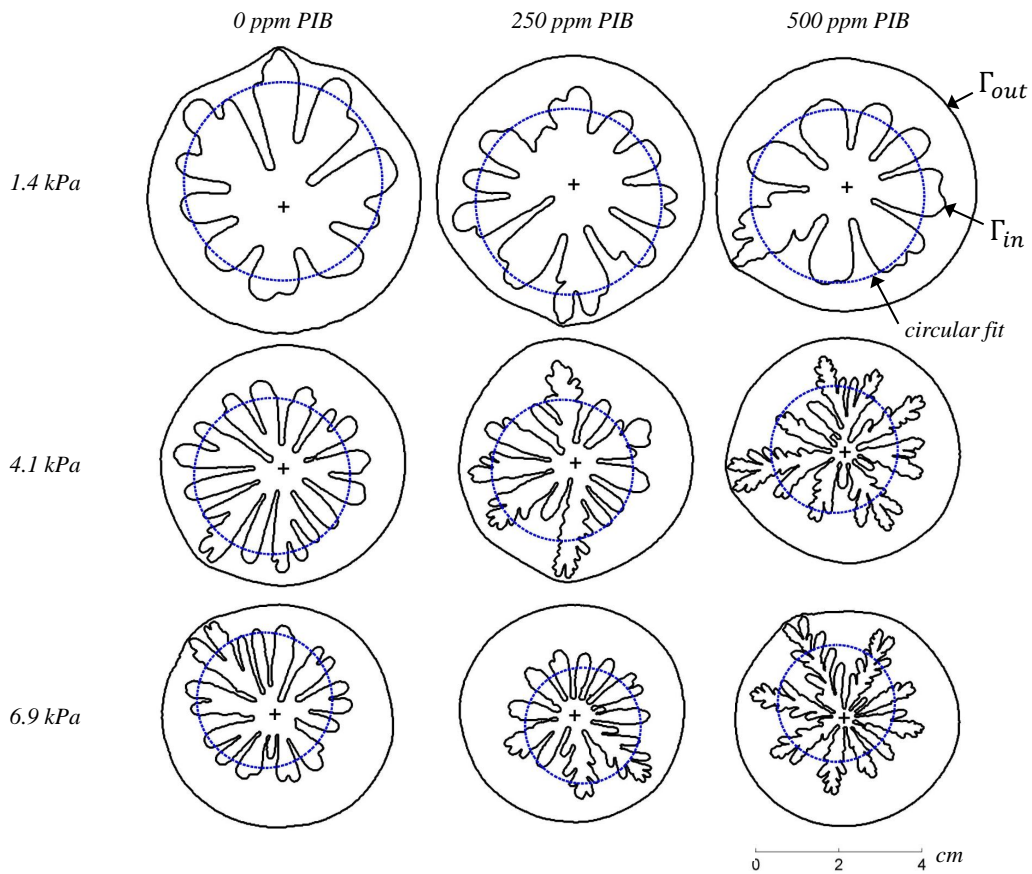 0 ppm PIB 250 ppm PIB 500 ppm PIB
Γout
1.4 kPa
Γin
circular fit
4.1 kPa
6.9 kPa
cm
0 2 4